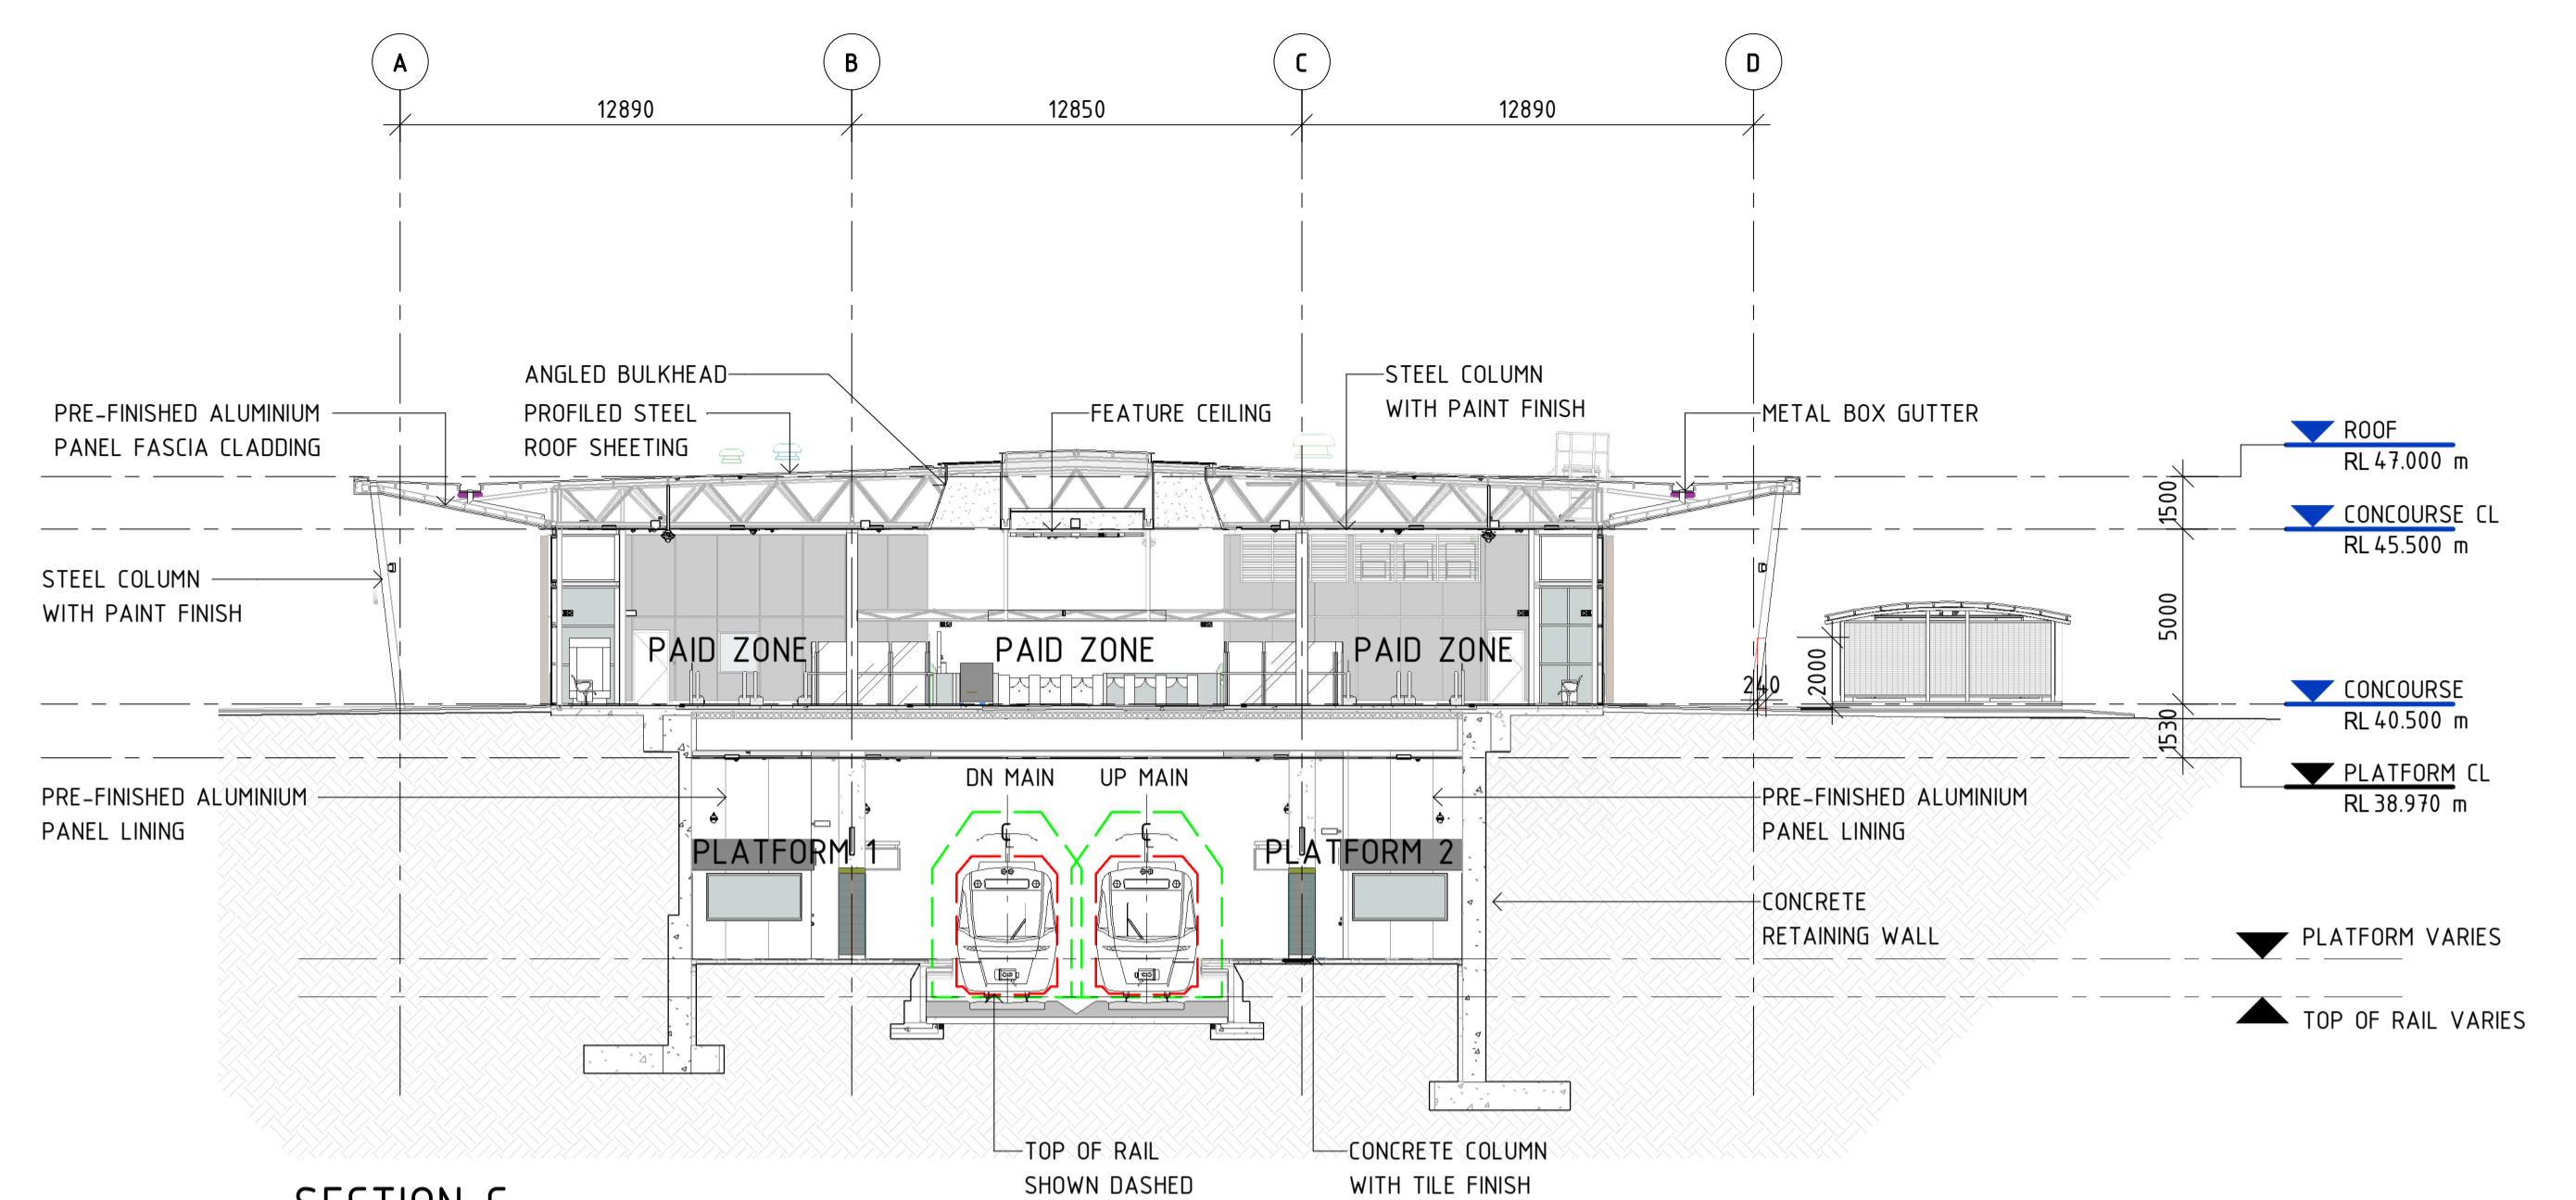 A
B
C
D
12890
12850
12890
ANGLED BULKHEAD
STEEL COLUMN
WITH PAINT FINISH
PRE-FINISHED ALUMINIUM
PANEL FASCIA CLADDING
PROFILED STEEL
ROOF SHEETING
FEATURE CEILING
METAL BOX GUTTER
ROOF
RL 47.000 m
1500
CONCOURSE CL
RL 45.500 m
STEEL COLUMN
WITH PAINT FINISH
5000
PAID ZONE
PAID ZONE
PAID ZONE
240
2000
CONCOURSE
RL 40.500 m
1530
DN MAIN
UP MAIN
PLATFORM CL
RL 38.970 m
PRE-FINISHED ALUMINIUM
PANEL LINING
PRE-FINISHED ALUMINIUM
PANEL LINING
PLATFORM 1
PLATFORM 2
CONCRETE
RETAINING WALL
PLATFORM VARIES
TOP OF RAIL VARIES
TOP OF RAIL
SHOWN DASHED
CONCRETE COLUMN
WITH TILE FINISH
SECTION